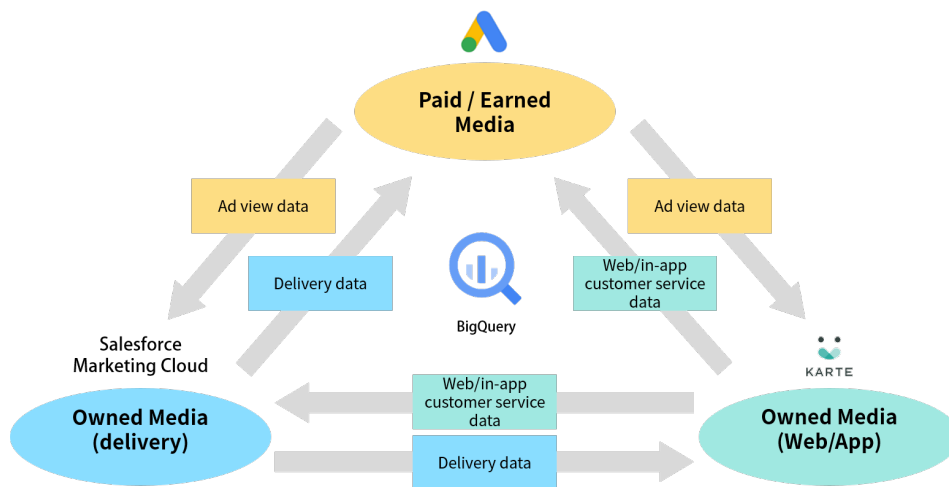 Paid / Earned
Media
Ad view data
Ad view data
Delivery data
Web/in-app
customer service
data
BigQuery
Salesforce
Marketing Cloud
KARTE
Owned Media
(delivery)
Web/in-app
customer service
data
Owned Media
(Web/App)
Delivery data